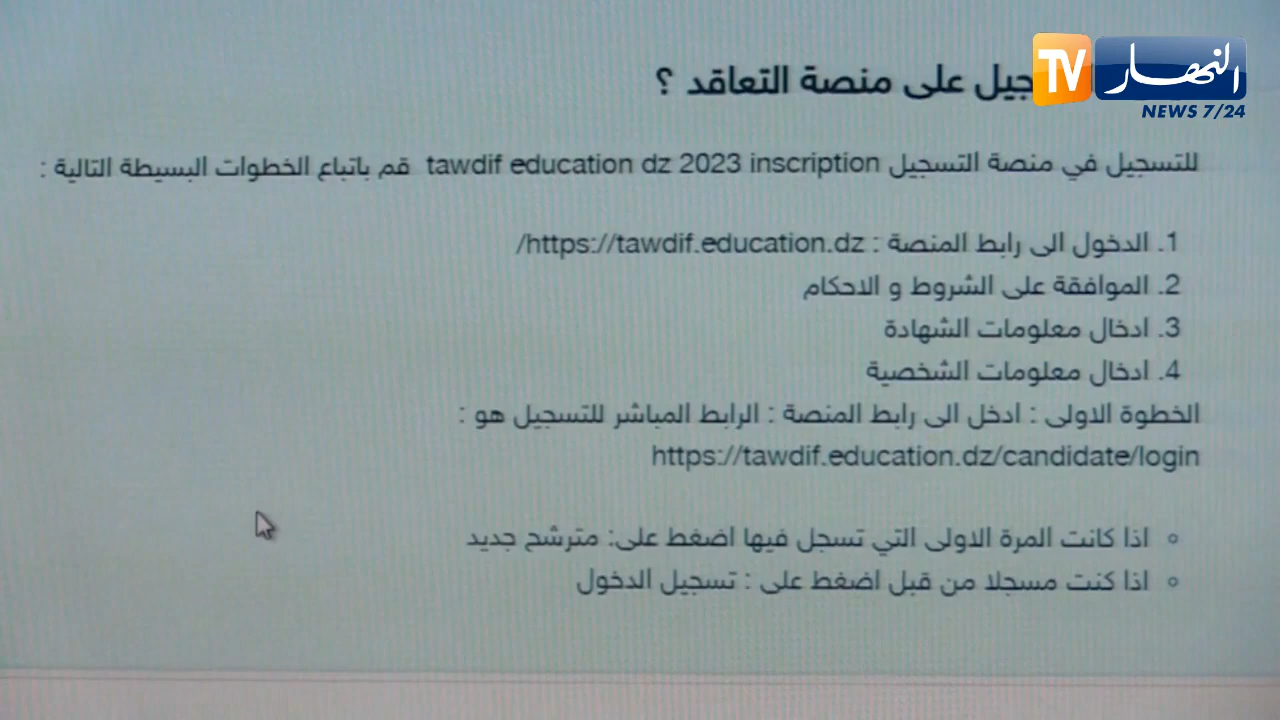 النهار TV
NEWS 7/24
على منصة التعاقد ؟
للتسجيل في منصة التسجيل tawdif education dz 2023 inscription قم باتباع الخطوات البسيطة التالية :
1. الدخول الى رابط المنصة : https://tawdif.education.dz/
2. الموافقة على الشروط و الاحكام
3. ادخال معلومات الشهادة
4. ادخال معلومات الشخصية
الخطوة الاولى : ادخل الى رابط المنصة : الرابط المباشر للتسجيل هو :
https://tawdif.education.dz/candidate/login
اذا كانت المرة الاولى التي تسجل فيها اضغط على: مترشح جديد
اذا كنت مسجلا من قبل اضغط على : تسجيل الدخول